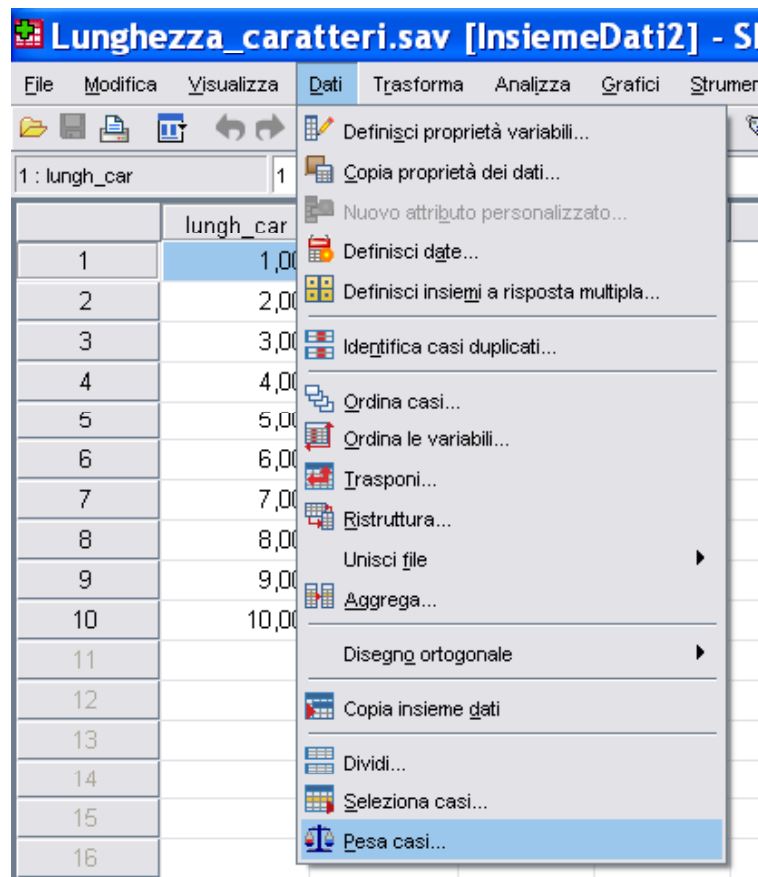 Lunghezza_caratteri.sav [InsiemeDati2] - S
File Modifica Visualizza Dati Trasforma Analizza Grafici Strumen
1 : lungh_car 1
lungh_car
1 1,00
2 2,00
3 3,00
4 4,00
5 5,00
6 6,00
7 7,00
8 8,00
9 9,00
10 10,00
11
12
13
14
15
16
Definisci proprietà variabili...
Copia proprietà dei dati...
Nuovo attributo personalizzato...
Definisci date...
Definisci insiemi a risposta multipla...
Identifica casi duplicati...
Ordina casi...
Ordina le variabili...
Trasponi...
Ristruttura...
Unisci file
Aggrega...
Disegno ortogonale
Copia insieme dati
Dividi...
Seleziona casi...
Pesa casi...